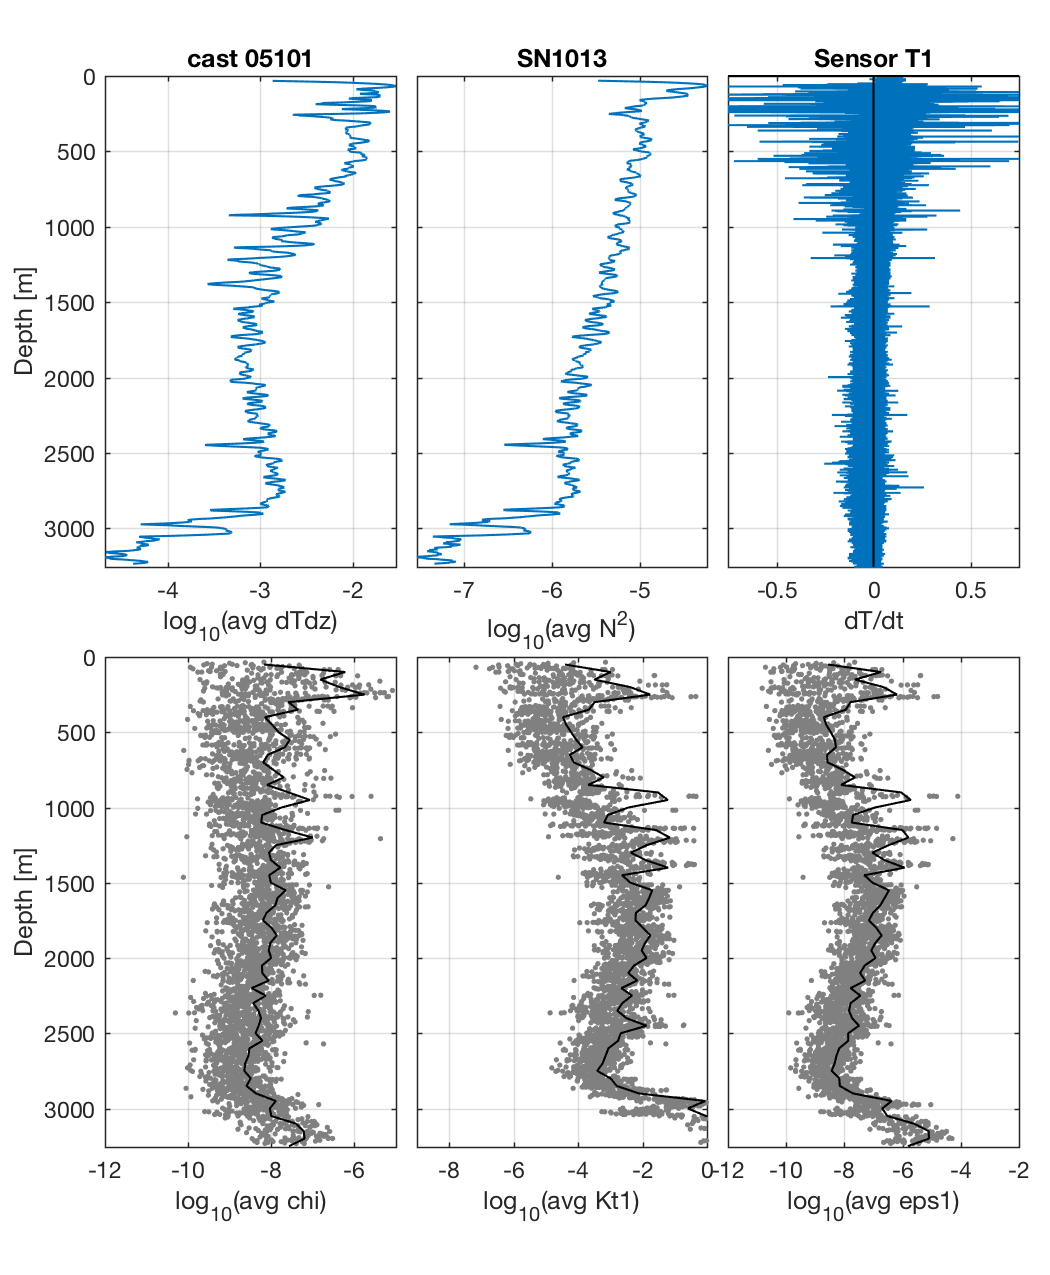 cast 05101 SN1013 Sensor T1
0
500
1000
1500
2000
2500
3000
Depth [m]
-4 -3 -2 -7 -6 -5 -0.5 0 0.5
log10(avg dTdz) log10(avg N2) dT/dt
0
500
1000
1500
2000
2500
3000
Depth [m]
-12 -10 -8 -6 -8 -6 -4 -2 0 -12 -10 -8 -6 -4 -2
log10(avg chi) log10(avg Kt1) log10(avg eps1)